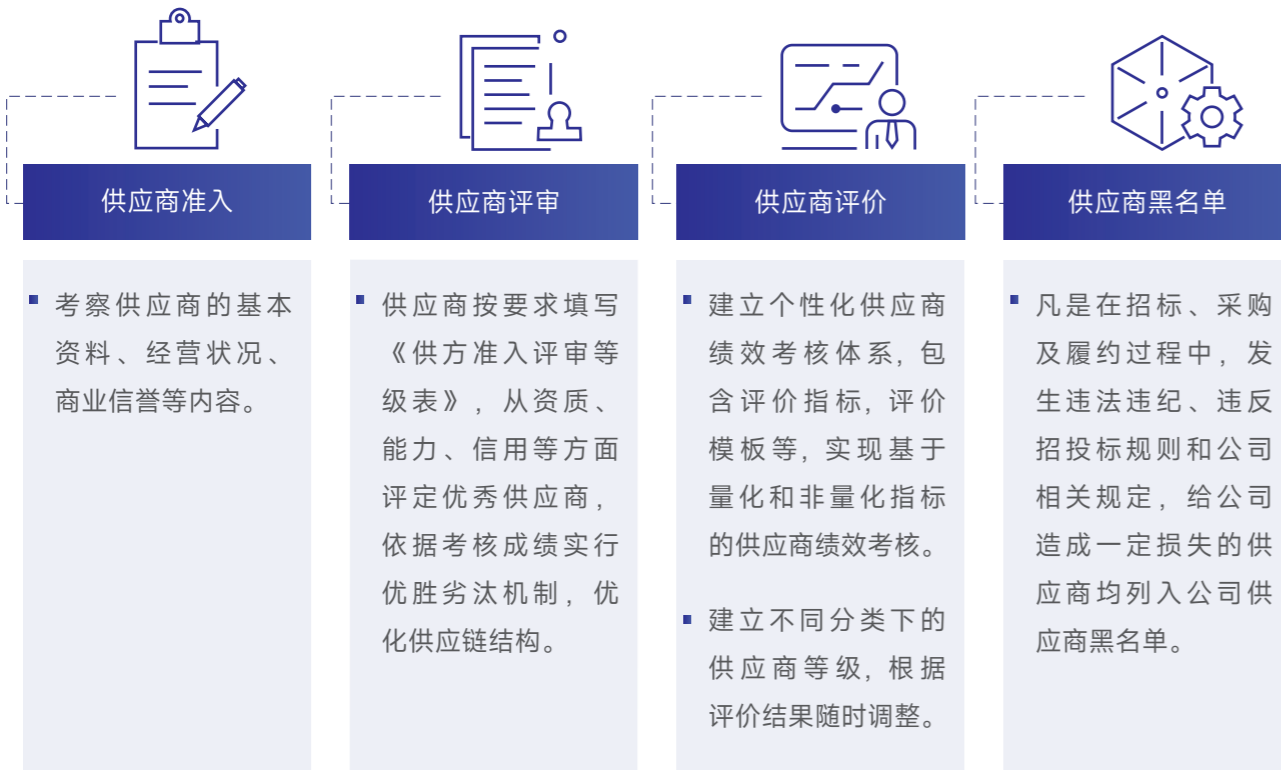 供应商准入
考察供应商的基本
资料、经营状况、
商业信誉等内容。
供应商评审
供应商按要求填写
《供方准入评审等
级表》，从资质、
能力、信用等方面
评定优秀供应商，
依据考核成绩实行
优胜劣汰机制，优
化供应链结构。
供应商评价
建立个性化供应商
绩效考核体系，包
含评价指标，评价
模板等，实现基于
量化和非量化指标
的供应商绩效考核。
建立不同分类下的
供应商等级，根据
评价结果随时调整。
供应商黑名单
凡是在招标、采购
及履约过程中，发
生违法违纪、违反
招投标规则和公司
相关规定，给公司
造成一定损失的供
应商均列入公司供
应商黑名单。